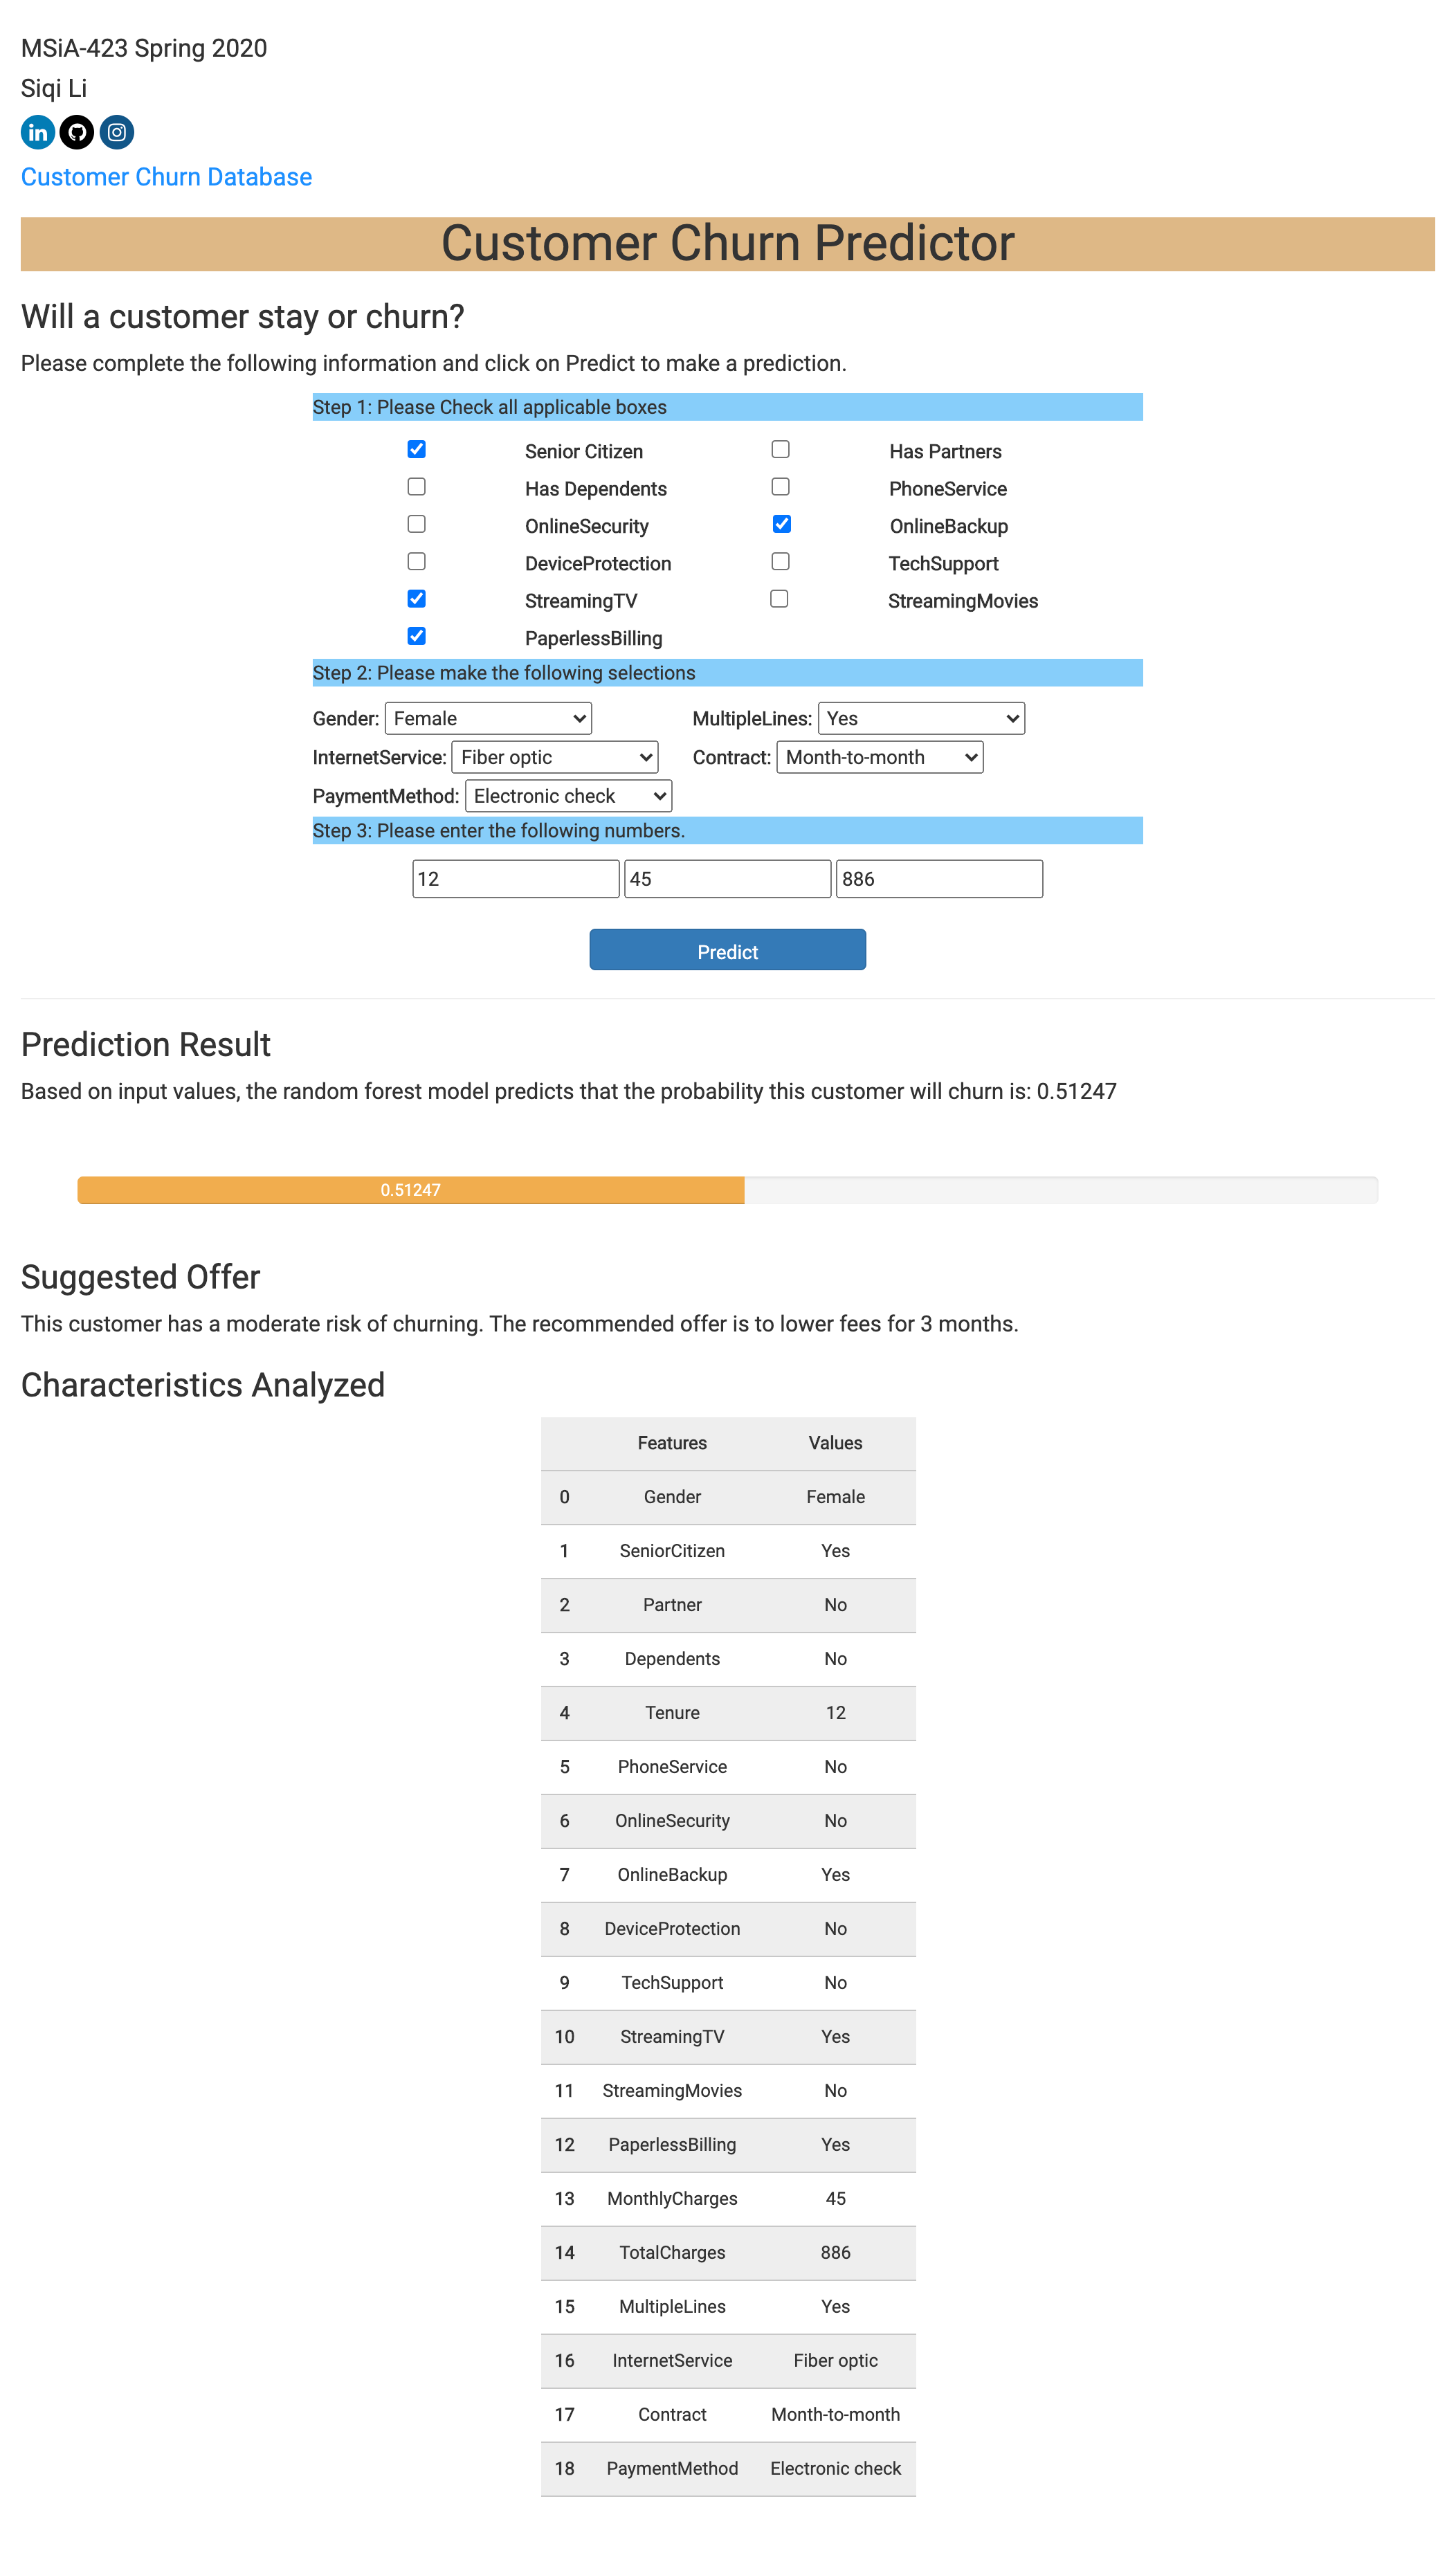 MSiA-423 Spring 2020
Siqi Li
in
Customer Churn Database
Customer Churn Predictor
Will a customer stay or churn?
Please complete the following information and click on Predict to make a prediction.
Step 1: Please Check all applicable boxes
Senior Citizen Has Partners
Has Dependents PhoneService
OnlineSecurity OnlineBackup
DeviceProtection TechSupport
StreamingTV StreamingMovies
PaperlessBilling
Step 2: Please make the following selections
Gender: Female MultipleLines: Yes
InternetService: Fiber optic Contract: Month-to-month
PaymentMethod: Electronic check
Step 3: Please enter the following numbers.
12 45 886
Predict
Prediction Result
Based on input values, the random forest model predicts that the probability this customer will churn is: 0.51247
0.51247
Suggested Offer
This customer has a moderate risk of churning. The recommended offer is to lower fees for 3 months.
Characteristics Analyzed
Features Values
0 Gender Female
1 SeniorCitizen Yes
2 Partner No
3 Dependents No
4 Tenure 12
5 PhoneService No
6 OnlineSecurity No
7 OnlineBackup Yes
8 DeviceProtection No
9 TechSupport No
10 StreamingTV Yes
11 StreamingMovies No
12 PaperlessBilling Yes
13 MonthlyCharges 45
14 TotalCharges 886
15 MultipleLines Yes
16 InternetService Fiber optic
17 Contract Month-to-month
18 PaymentMethod Electronic check